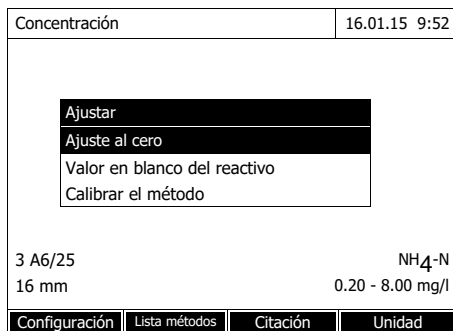 Concentración 16.01.15 9:52
Ajustar
Ajuste al cero
Valor en blanco del reactivo
Calibrar el método
3 A6/25 NH4-N
16 mm 0.20 - 8.00 mg/l
Configuración Lista métodos Citación Unidad